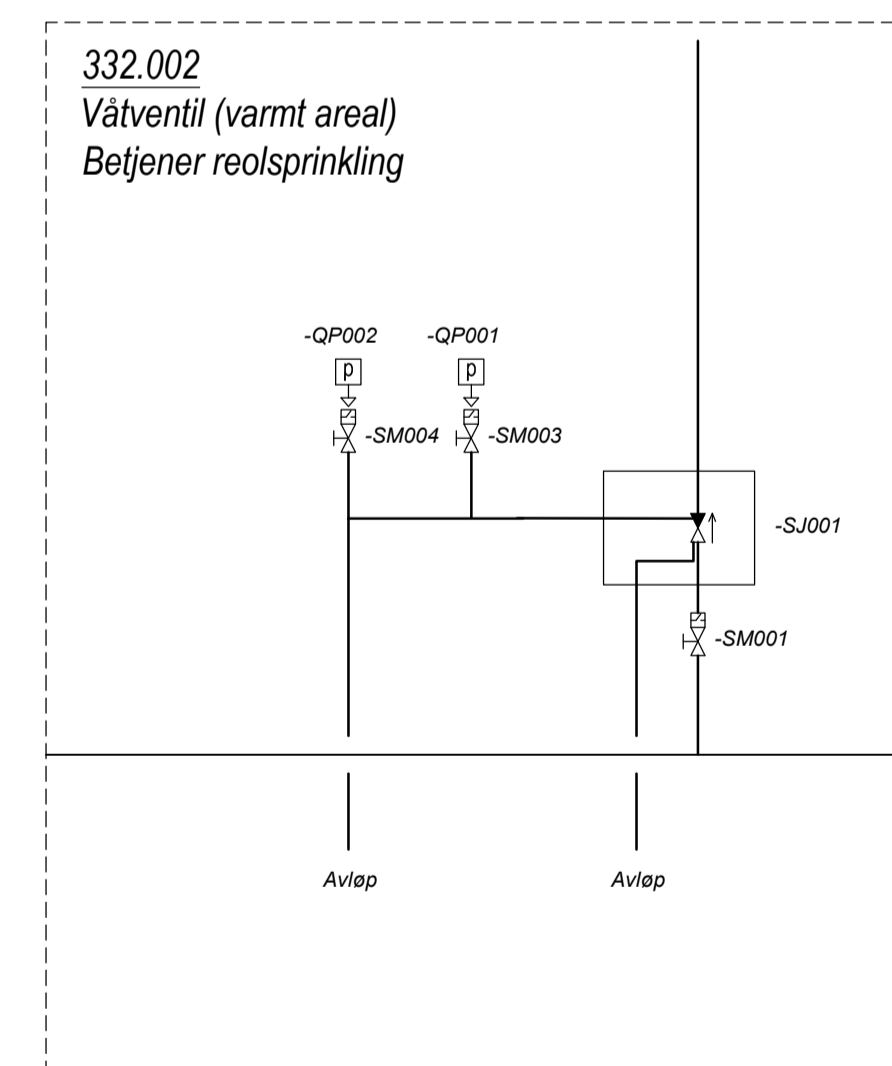 332.002
Våtventil (varmt areal)
Betjener reolsprinkling
-QP002
-QP001
p
p
-SM004
-SM003
-SJ001
-SM001
Avløp
Avløp